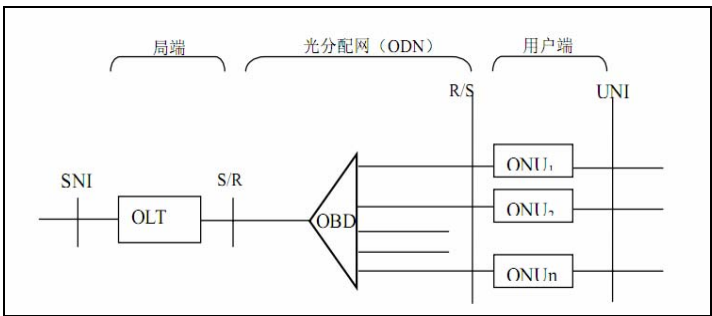 局端
光分配网（ODN）
用户端
R/S
UNI
SNI
S/R
OLT
OBD
ONU₁
ONU₂
ONUn